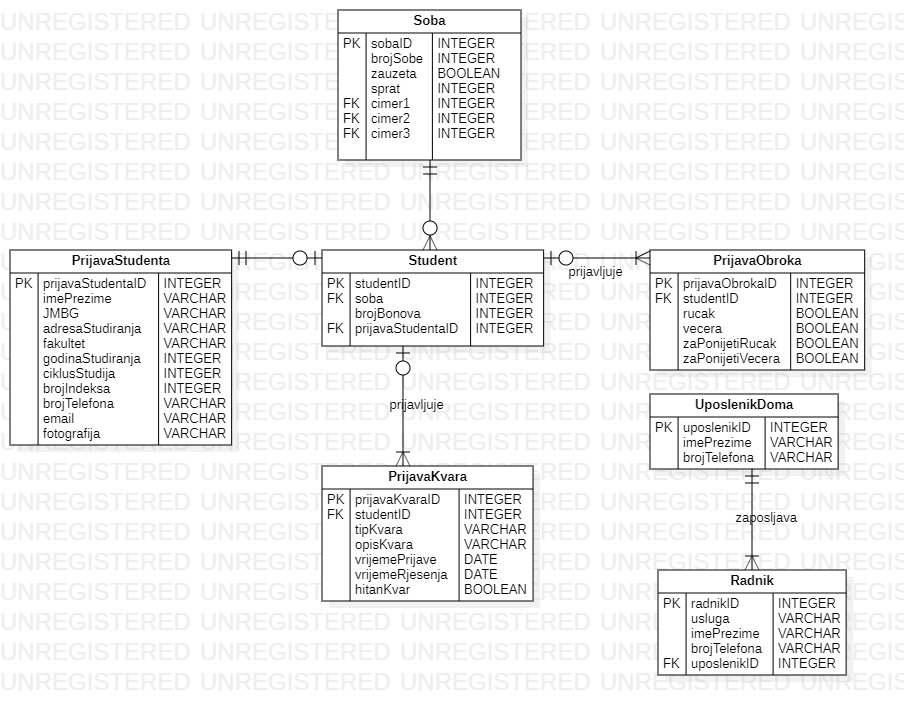 UNREGISTERED UNREGISTERED UNREGISTERED UNREGISTERED UNREGIS
Soba
PK sobaID INTEGER
brojSobe INTEGER
zauzeta BOOLEAN
sprat INTEGER
FK cimer1 INTEGER
FK cimer2 INTEGER
FK cimer3 INTEGER
PrijavaStudenta
PK prijavaStudentaID INTEGER
imePrezime VARCHAR
JMBG VARCHAR
adresaStudiranja VARCHAR
fakultet VARCHAR
godinaStudiranja INTEGER
ciklusStudija INTEGER
brojIndeksa INTEGER
brojTelefona VARCHAR
email VARCHAR
fotografija VARCHAR
Student
PK studentID INTEGER
FK soba INTEGER
brojBonova INTEGER
FK prijavaStudentaID INTEGER
prijavljuje
PrijavaObroka
PK prijavaObrokaID INTEGER
FK studentID INTEGER
rucak BOOLEAN
vecera BOOLEAN
zaPonijetiRucak BOOLEAN
zaPonijetiVecera BOOLEAN
prijavljuje
PrijavaKvara
PK prijavaKvaraID INTEGER
FK studentID INTEGER
tipKvara VARCHAR
opisKvara VARCHAR
vrijemePrijave DATE
vrijemeRjesenja DATE
hitanKvar BOOLEAN
UposlenikDoma
PK uposlenikID INTEGER
imePrezime VARCHAR
brojTelefona VARCHAR
zaposljava
Radnik
PK radnikID INTEGER
usluga VARCHAR
imePrezime VARCHAR
brojTelefona VARCHAR
FK uposlenikID INTEGER